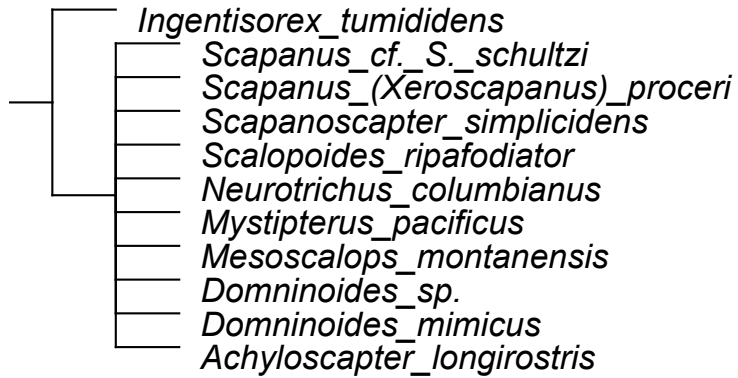 Ingentisorex_tumididens
Scapanus_cf._S._schultzi
Scapanus_(Xeroscapanus)_proceri
Scapanoscapter_simplicidens
Scalopoides_ripafodiator
Neurotrichus_columbianus
Mystipterus_pacificus
Mesoscalops_montanensis
Domninoides_sp.
Domninoides_mimicus
Achyloscapter_longirostris